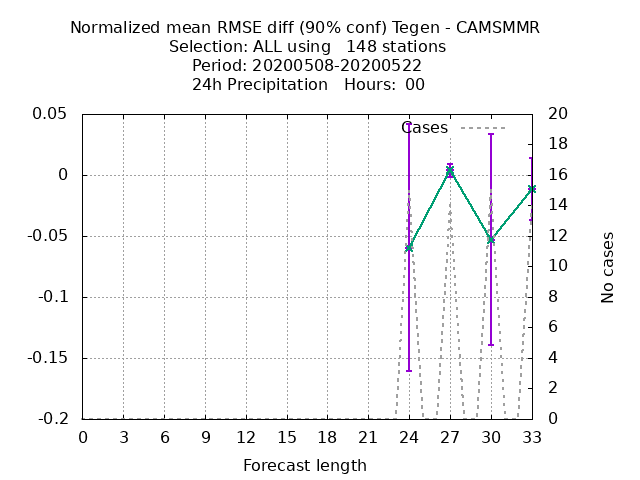 Normalized mean RMSE diff (90% conf) Tegen - CAMSMMR
Selection: ALL using   148 stations
Period: 20200508-20200522
24h Precipitation   Hours:  00
0.05
0
-0.05
-0.1
-0.15
-0.2
Cases
20
18
16
14
12
10
8
6
4
2
0
No cases
0 3 6 9 12 15 18 21 24 27 30 33
Forecast length